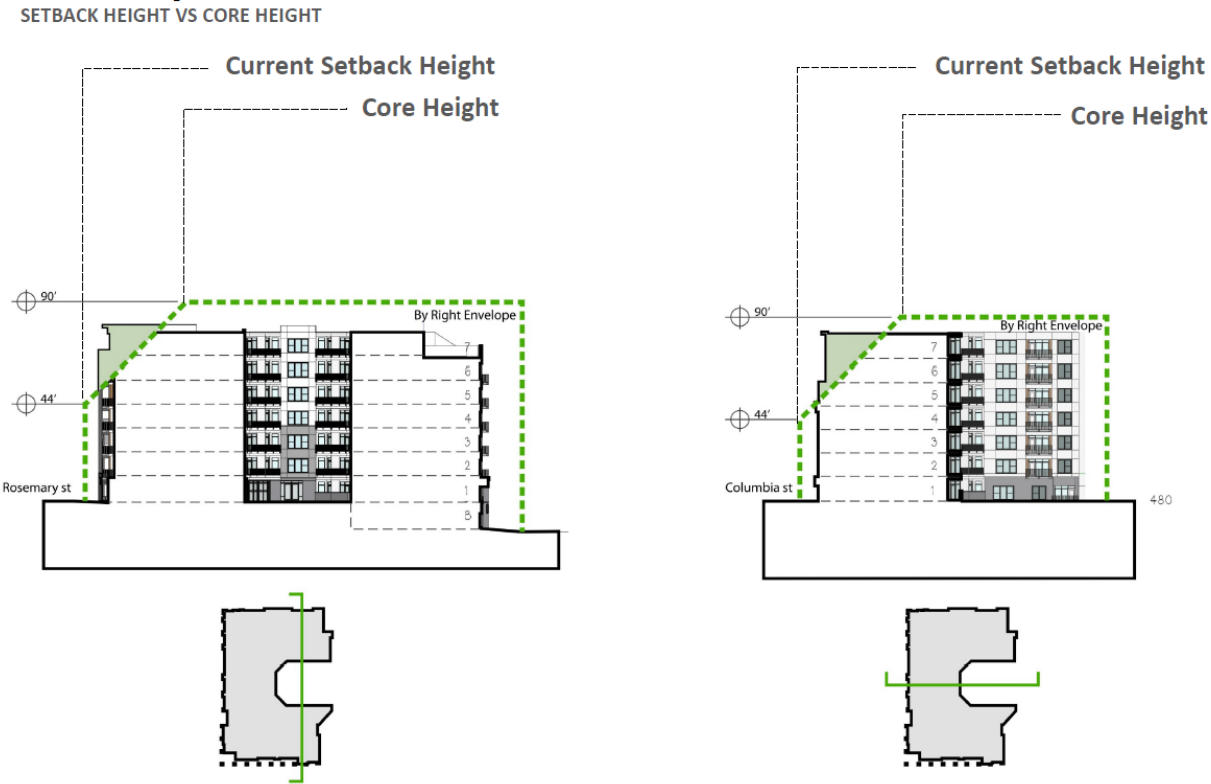 SETBACK HEIGHT VS CORE HEIGHT
Current Setback Height
Core Height
90'
By Right Envelope
7
6
5
44'
4
3
2
Rosemary st
1
B
Current Setback Height
Core Height
90'
By Right Envelope
7
6
5
44'
4
3
2
Columbia st
1
480